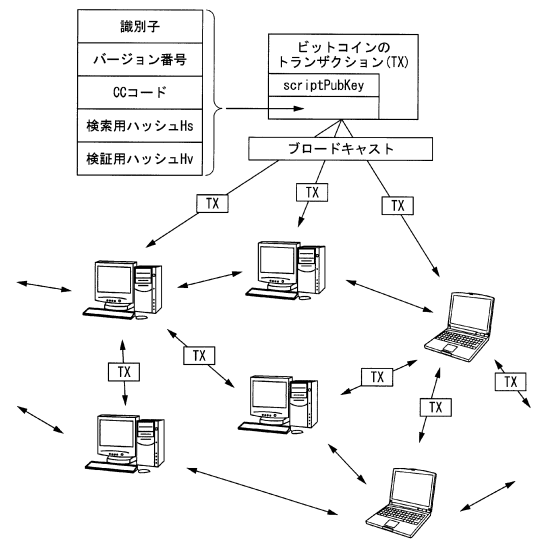 識別子
バージョン番号
CCコード
検索用ハッシュHs
検証用ハッシュHv
ビットコインの
トランザクション(TX)
scriptPubKey
ブロードキャスト
TX
TX
TX
TX
TX
TX
TX
TX